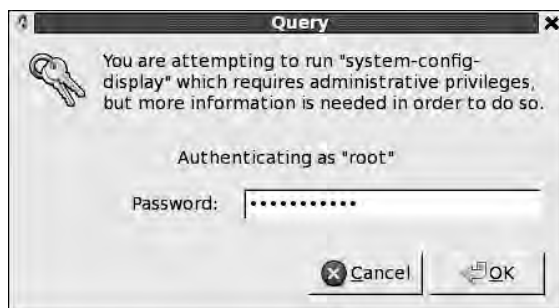 Query
You are attempting to run "system-config-
display" which requires administrative privileges,
but more information is needed in order to do so.
Authenticating as "root"
Password: •••••••••••
Cancel OK